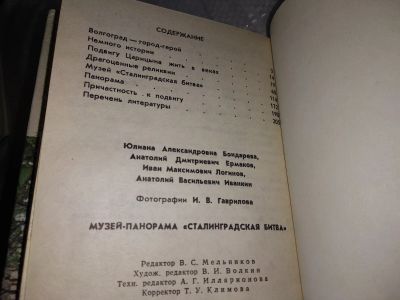 СОДЕРЖАНИЕ
Волгоград — город-герой
Немного истории
Подвигу Царицына жить в веках
Драгоценные реликвии
Музей «Сталинградская битва»
Панорама
Причастность к подвигу
Перечень литературы
Юлиана Александровна Бондарева,
Анатолий Дмитриевич Ермаков,
Иван Максимович Логинов,
Анатолий Васильевич Ивашкин
Фотографии И. В. Гаврилова
МУЗЕЙ-ПАНОРАМА «СТАЛИНГРАДСКАЯ БИТВА»
Редактор В. С. Мельников
Худож. редактор В. И. Волкин
Техн. редактор А. Г. Илларионова
Корректор Т. У. Климова